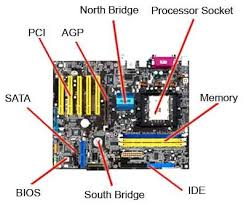 North Bridge
Processor Socket
PCI
AGP
SATA
Memory
BIOS
South Bridge
IDE